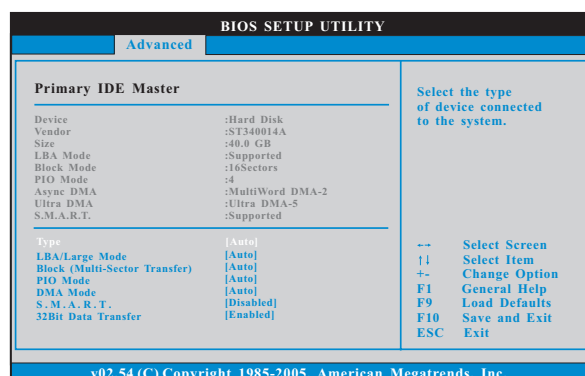 BIOS SETUP UTILITY
Advanced
Primary IDE Master
Device :Hard Disk
Vendor :ST340014A
Size :40.0 GB
LBA Mode :Supported
Block Mode :16Sectors
PIO Mode :4
Async DMA :MultiWord DMA-2
Ultra DMA :Ultra DMA-5
S.M.A.R.T. :Supported
Type [Auto]
LBA/Large Mode [Auto]
Block (Multi-Sector Transfer) [Auto]
PIO Mode [Auto]
DMA Mode [Auto]
S.M.A.R.T. [Disabled]
32Bit Data Transfer [Enabled]
Select the type
of device connected
to the system.
←→ Select Screen
↑↓ Select Item
+- Change Option
F1 General Help
F9 Load Defaults
F10 Save and Exit
ESC Exit
v02.54 (C) Copyright 1985-2005, American Megatrends, Inc.